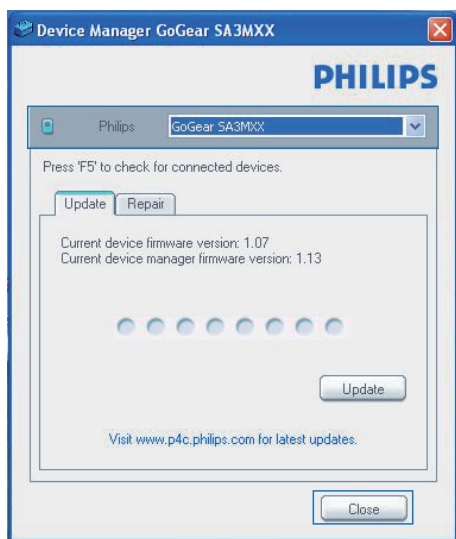 Device Manager GoGear SA3MXX
PHILIPS
Philips GoGear SA3MXX
Press 'F5' to check for connected devices.
Update Repair
Current device firmware version: 1.07
Current device manager firmware version: 1.13
Update
Visit www.p4c.philips.com for latest updates.
Close